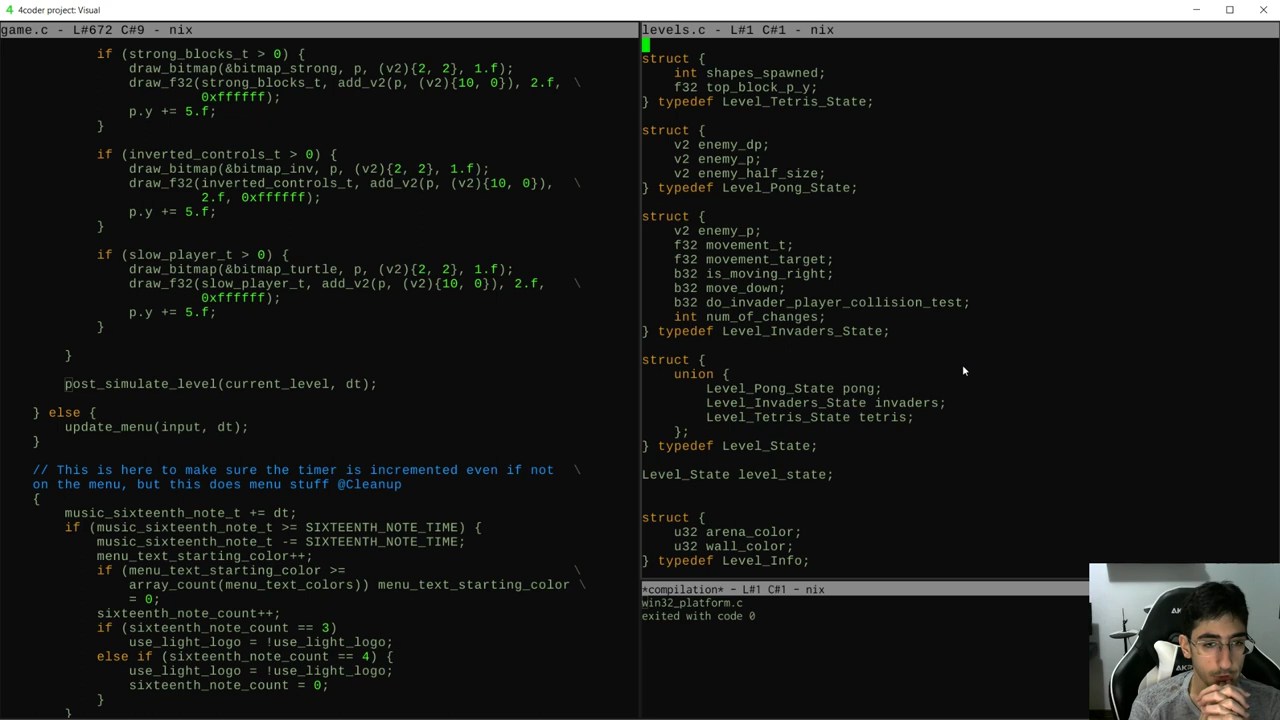 4coder project: Visual
game.c - L#672 C#9 - nix
if (strong_blocks_t > 0) {
draw_bitmap(&bitmap_strong, p, (v2){2, 2}, 1.f);
draw_f32(strong_blocks_t, add_v2(p, (v2){10, 0}), 2.f, \
0xffffff);
p.y += 5.f;
}
if (inverted_controls_t > 0) {
draw_bitmap(&bitmap_inv, p, (v2){2, 2}, 1.f);
draw_f32(inverted_controls_t, add_v2(p, (v2){10, 0}), \
2.f, 0xffffff);
p.y += 5.f;
}
if (slow_player_t > 0) {
draw_bitmap(&bitmap_turtle, p, (v2){2, 2}, 1.f);
draw_f32(slow_player_t, add_v2(p, (v2){10, 0}), 2.f, \
0xffffff);
p.y += 5.f;
}
}
post_simulate_level(current_level, dt);
} else {
update_menu(input, dt);
}
// This is here to make sure the timer is incremented even if not \
on the menu, but this does menu stuff @Cleanup
{
music_sixteenth_note_t += dt;
if (music_sixteenth_note_t >= SIXTEENTH_NOTE_TIME) {
music_sixteenth_note_t -= SIXTEENTH_NOTE_TIME;
menu_text_starting_color++;
if (menu_text_starting_color >= \
array_count(menu_text_colors)) menu_text_starting_color \
= 0;
sixteenth_note_count++;
if (sixteenth_note_count == 3)
use_light_logo = !use_light_logo;
else if (sixteenth_note_count == 4) {
use_light_logo = !use_light_logo;
sixteenth_note_count = 0;
}
}
levels.c - L#1 C#1 - nix
struct {
int shapes_spawned;
f32 top_block_p_y;
} typedef Level_Tetris_State;
struct {
v2 enemy_dp;
v2 enemy_p;
v2 enemy_half_size;
} typedef Level_Pong_State;
struct {
v2 enemy_p;
f32 movement_t;
f32 movement_target;
b32 is_moving_right;
b32 move_down;
b32 do_invader_player_collision_test;
int num_of_changes;
} typedef Level_Invaders_State;
struct {
union {
Level_Pong_State pong;
Level_Invaders_State invaders;
Level_Tetris_State tetris;
};
} typedef Level_State;
Level_State level_state;
struct {
u32 arena_color;
u32 wall_color;
} typedef Level_Info;
*compilation* - L#1 C#1 - nix
win32_platform.c
exited with code 0